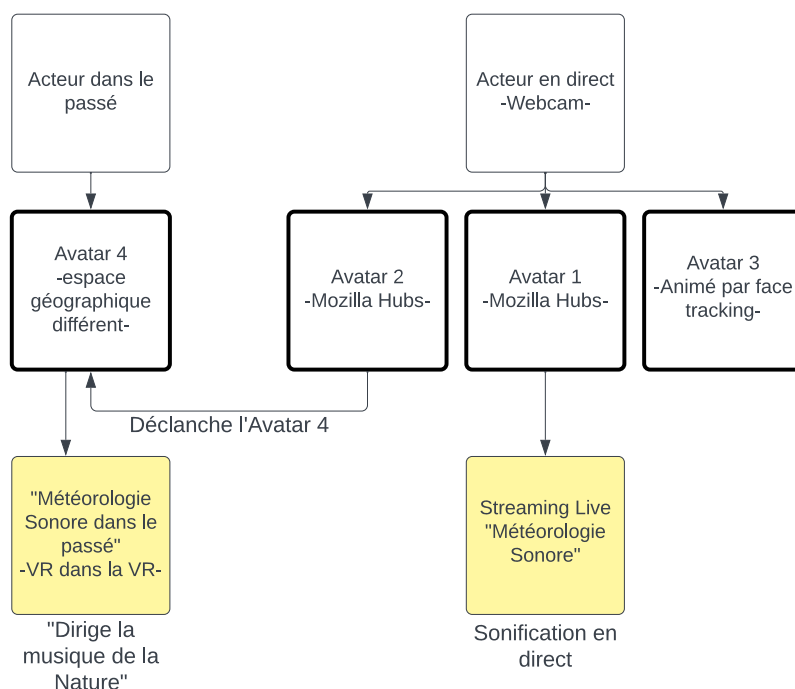 Acteur dans le
passé
Acteur en direct
-Webcam-
Avatar 4
-espace
géographique
différent-
Avatar 2
-Mozilla Hubs-
Avatar 1
-Mozilla Hubs-
Avatar 3
-Animé par face
tracking-
Déclanche l'Avatar 4
"Météorologie
Sonore dans le
passé"
-VR dans la VR-
Streaming Live
"Météorologie
Sonore"
"Dirige la
musique de la
Nature"
Sonification en
direct